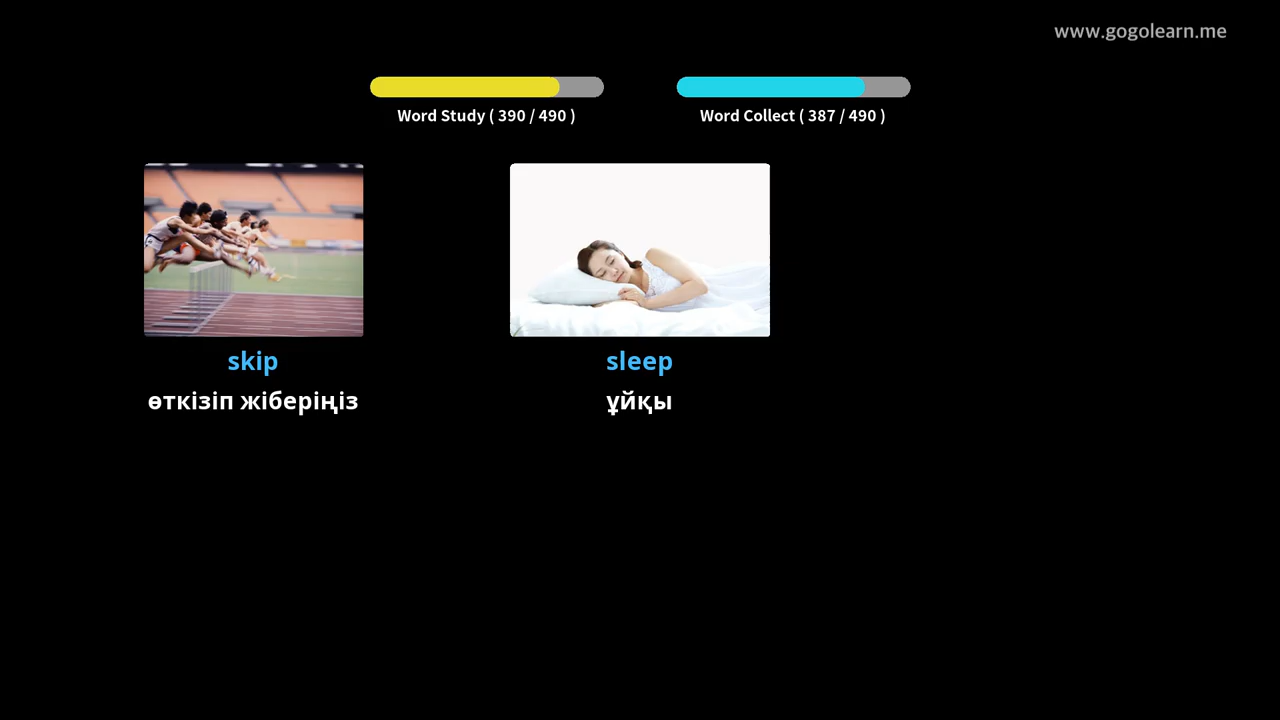 www.gogolearn.me
Word Study ( 390 / 490 )
Word Collect ( 387 / 490 )
skip
өткізіп жіберіңіз
sleep
ұйқы